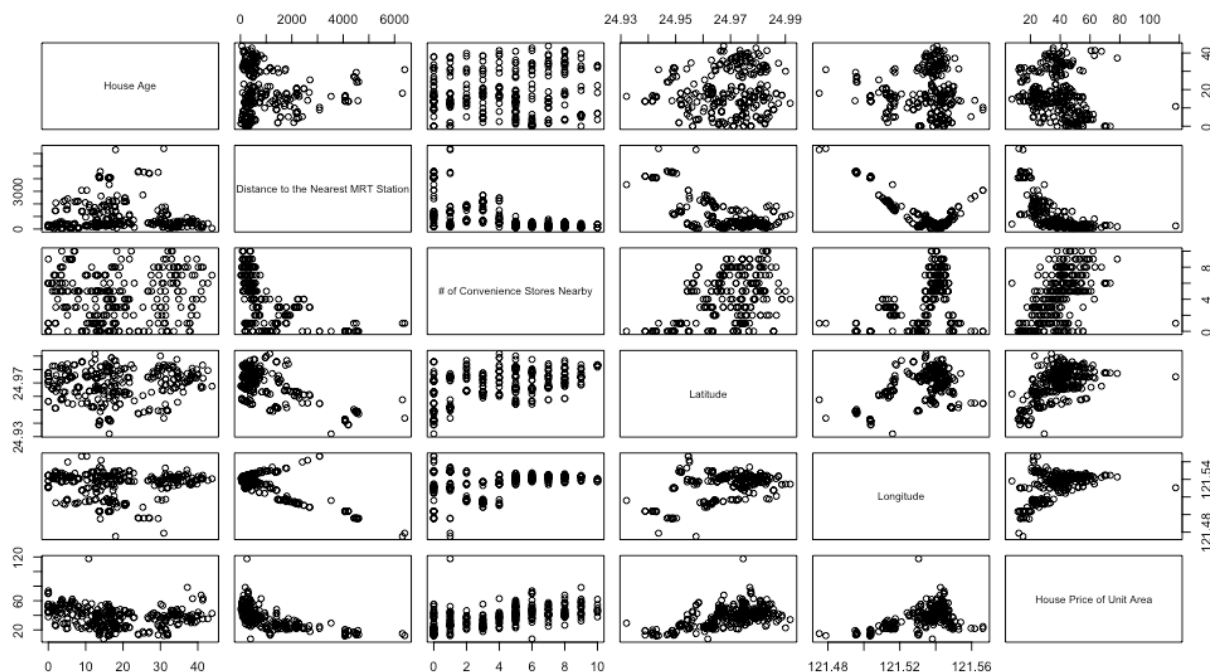 0 2000 4000 6000 24.93 24.95 24.97 24.99 20 40 60 80 100
House Age
0 20 40
Distance to the Nearest MRT Station
0 3000
# of Convenience Stores Nearby
0 4 8
Latitude
24.93 24.97
Longitude
121.48 121.54
House Price of Unit Area
20 60 120
0 10 20 30 40 0 2 4 6 8 10 121.48 121.52 121.56